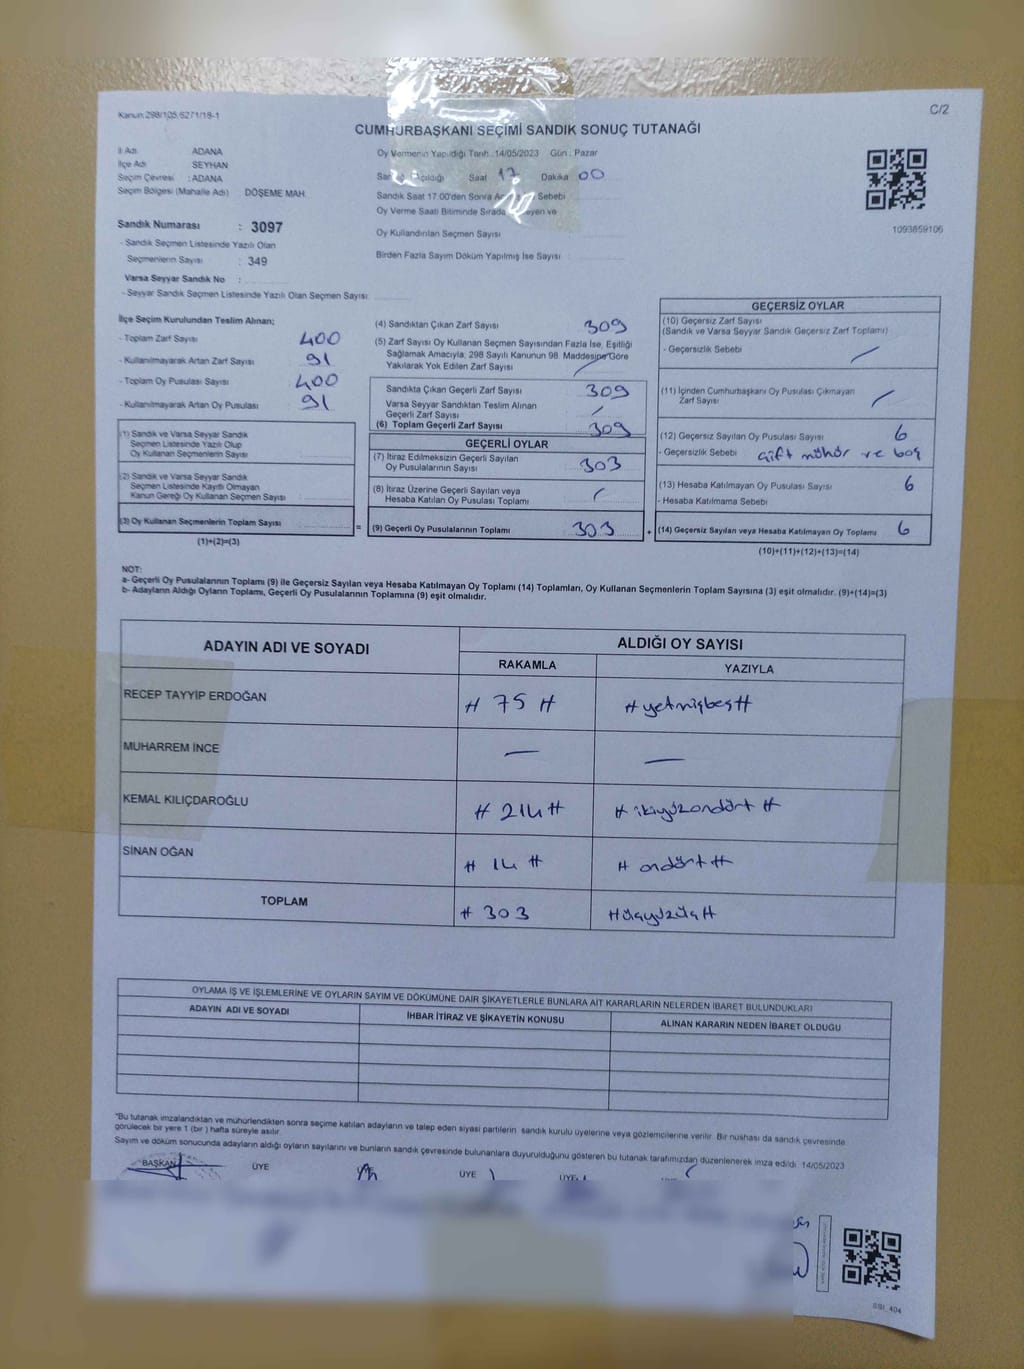 Kanun:298/105,6271/18-1
C/2
CUMHURBAŞKANI SEÇİMİ SANDIK SONUÇ TUTANAĞI
İl Adı ADANA
İlçe Adı SEYHAN
Seçim Çevresi : ADANA
Seçim Bölgesi (Mahalle Adı) : DÖŞEME MAH.
Oy Vermenin Yapıldığı Tarih :14/05/2023 Gün : Pazar
Açıldığı Saat 17 Dakika 00
Sandık Saat 17:00'den Sonra Sebebi
Oy Verme Saati Bitiminde Sırada ve
Oy Kullandırılan Seçmen Sayısı
Birden Fazla Sayım Döküm Yapılmış İse Sayısı :
1093859106
Sandık Numarası : 3097
- Sandık Seçmen Listesinde Yazılı Olan
Seçmenlerin Sayısı : 349
Varsa Seyyar Sandık No :
- Seyyar Sandık Seçmen Listesinde Yazılı Olan Seçmen Sayısı:
İlçe Seçim Kurulundan Teslim Alınan;
- Toplam Zarf Sayısı 400
- Kullanılmayarak Artan Zarf Sayısı 91
- Toplam Oy Pusulası Sayısı 400
- Kullanılmayarak Artan Oy Pusulası 91
(1) Sandık ve Varsa Seyyar Sandık
Seçmen Listesinde Yazılı Olup
Oy Kullanan Seçmenlerin Sayısı :
(2) Sandık ve Varsa Seyyar Sandık
Seçmen Listesinde Kayıtlı Olmayan
Kanun Gereği Oy Kullanan Seçmen Sayısı :
(3) Oy Kullanan Seçmenlerin Toplam Sayısı :
(1)+(2)=(3)
=
(4) Sandıktan Çıkan Zarf Sayısı 309
(5) Zarf Sayısı Oy Kullanan Seçmen Sayısından Fazla İse, Eşitliği
Sağlamak Amacıyla, 298 Sayılı Kanunun 98. Maddesine Göre
Yakılarak Yok Edilen Zarf Sayısı :
Sandıkta Çıkan Geçerli Zarf Sayısı 309
Varsa Seyyar Sandıktan Teslim Alınan
Geçerli Zarf Sayısı
(6) Toplam Geçerli Zarf Sayısı 309
GEÇERLİ OYLAR
(7) İtiraz Edilmeksizin Geçerli Sayılan
Oy Pusulalarının Sayısı : 303
(8) İtiraz Üzerine Geçerli Sayılan veya
Hesaba Katılan Oy Pusulası Toplamı
(9) Geçerli Oy Pusulalarının Toplamı 303
+
GEÇERSİZ OYLAR
(10) Geçersiz Zarf Sayısı
(Sandık ve Varsa Seyyar Sandık Geçersiz Zarf Toplamı)
- Geçersizlik Sebebi
(11) İçinden Cumhurbaşkanı Oy Pusulası Çıkmayan
Zarf Sayısı
(12) Geçersiz Sayılan Oy Pusulası Sayısı 6
- Geçersizlik Sebebi çift mühür ve boş
(13) Hesaba Katılmayan Oy Pusulası Sayısı 6
- Hesaba Katılmama Sebebi
(14) Geçersiz Sayılan veya Hesaba Katılmayan Oy Toplamı 6
(10)+(11)+(12)+(13)=(14)
NOT:
a- Geçerli Oy Pusulalarının Toplamı (9) ile Geçersiz Sayılan veya Hesaba Katılmayan Oy Toplamı (14) Toplamları, Oy Kullanan Seçmenlerin Toplam Sayısına (3) eşit olmalıdır. (9)+(14)=(3)
b- Adayların Aldığı Oyların Toplamı, Geçerli Oy Pusulalarının Toplamına (9) eşit olmalıdır.
ADAYIN ADI VE SOYADI ALDIĞI OY SAYISI
RAKAMLA YAZIYLA
RECEP TAYYİP ERDOĞAN # 75 # # yetmişbeş #
MUHARREM İNCE — —
KEMAL KILIÇDAROĞLU # 214 # # ikiyüzondört #
SİNAN OĞAN # 14 # # ondört #
TOPLAM # 303 # üçyüzüç #
OYLAMA İŞ VE İŞLEMLERİNE VE OYLARIN SAYIM VE DÖKÜMÜNE DAİR ŞİKAYETLERLE BUNLARA AİT KARARLARIN NELERDEN İBARET BULUNDUKLARI
ADAYIN ADI VE SOYADI İHBAR İTİRAZ VE ŞİKAYETİN KONUSU ALINAN KARARIN NEDEN İBARET OLDUĞU
*Bu tutanak imzalandıktan ve mühürlendikten sonra seçime katılan adayların ve talep eden siyasi partilerin sandık kurulu üyelerine veya gözlemcilerine verilir. Bir nushası da sandık çevresinde
görülecek bir yere 1 (bir ) hafta süreyle asılır.
Sayım ve döküm sonucunda adayların aldığı oyların sayılarını ve bunların sandık çevresinde bulunanlara duyurulduğunu gösteren bu tutanak tarafımızdan düzenlenerek imza edildi. 14/05/2023
BAŞKAN ÜYE ÜYE ÜYE
SSI_404